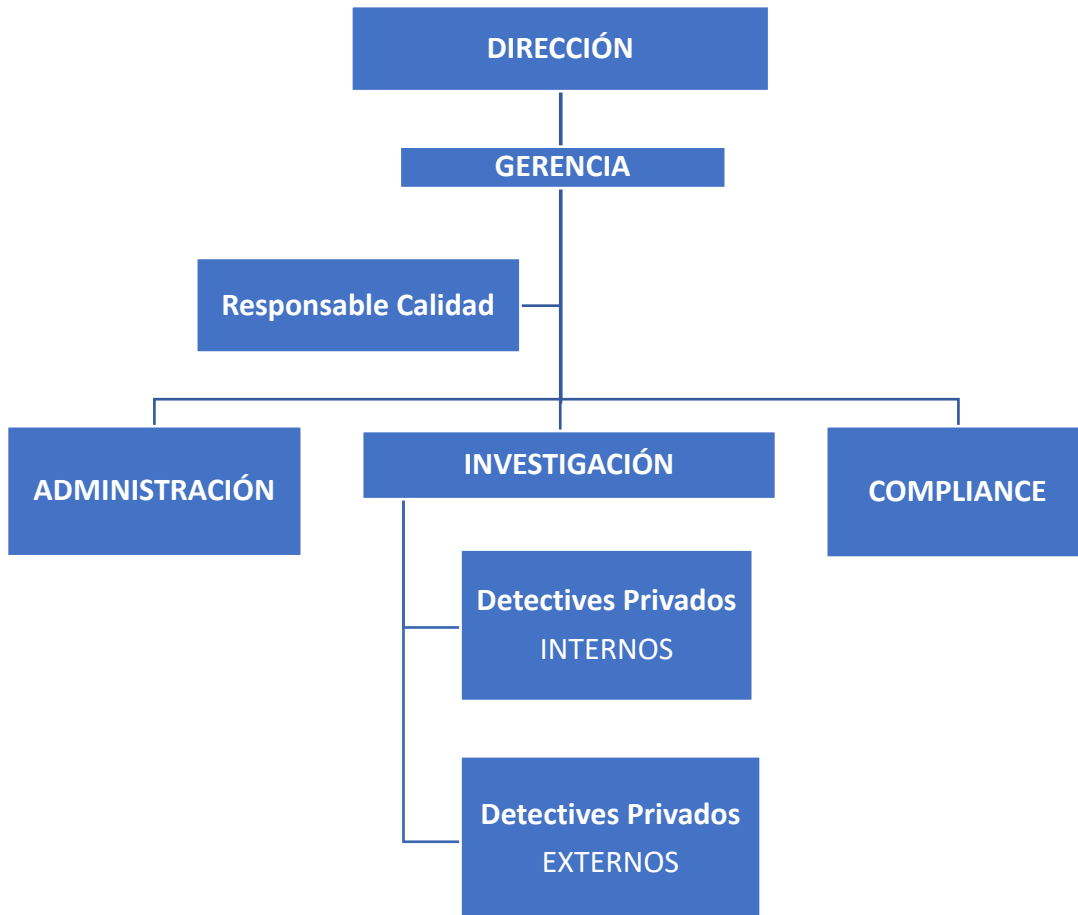 DIRECCIÓN
GERENCIA
Responsable Calidad
ADMINISTRACIÓN
INVESTIGACIÓN
COMPLIANCE
Detectives Privados
INTERNOS
Detectives Privados
EXTERNOS